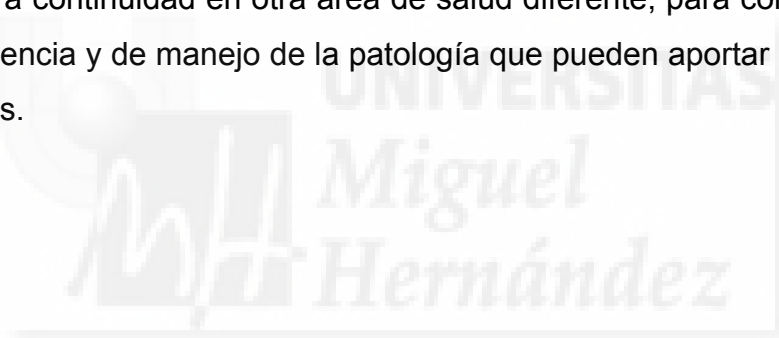 a continuidad en otra área de salud diferente, para
encia y de manejo de la patología que pueden aportar
s.
UNIVERSITAS
Miguel
Hernández